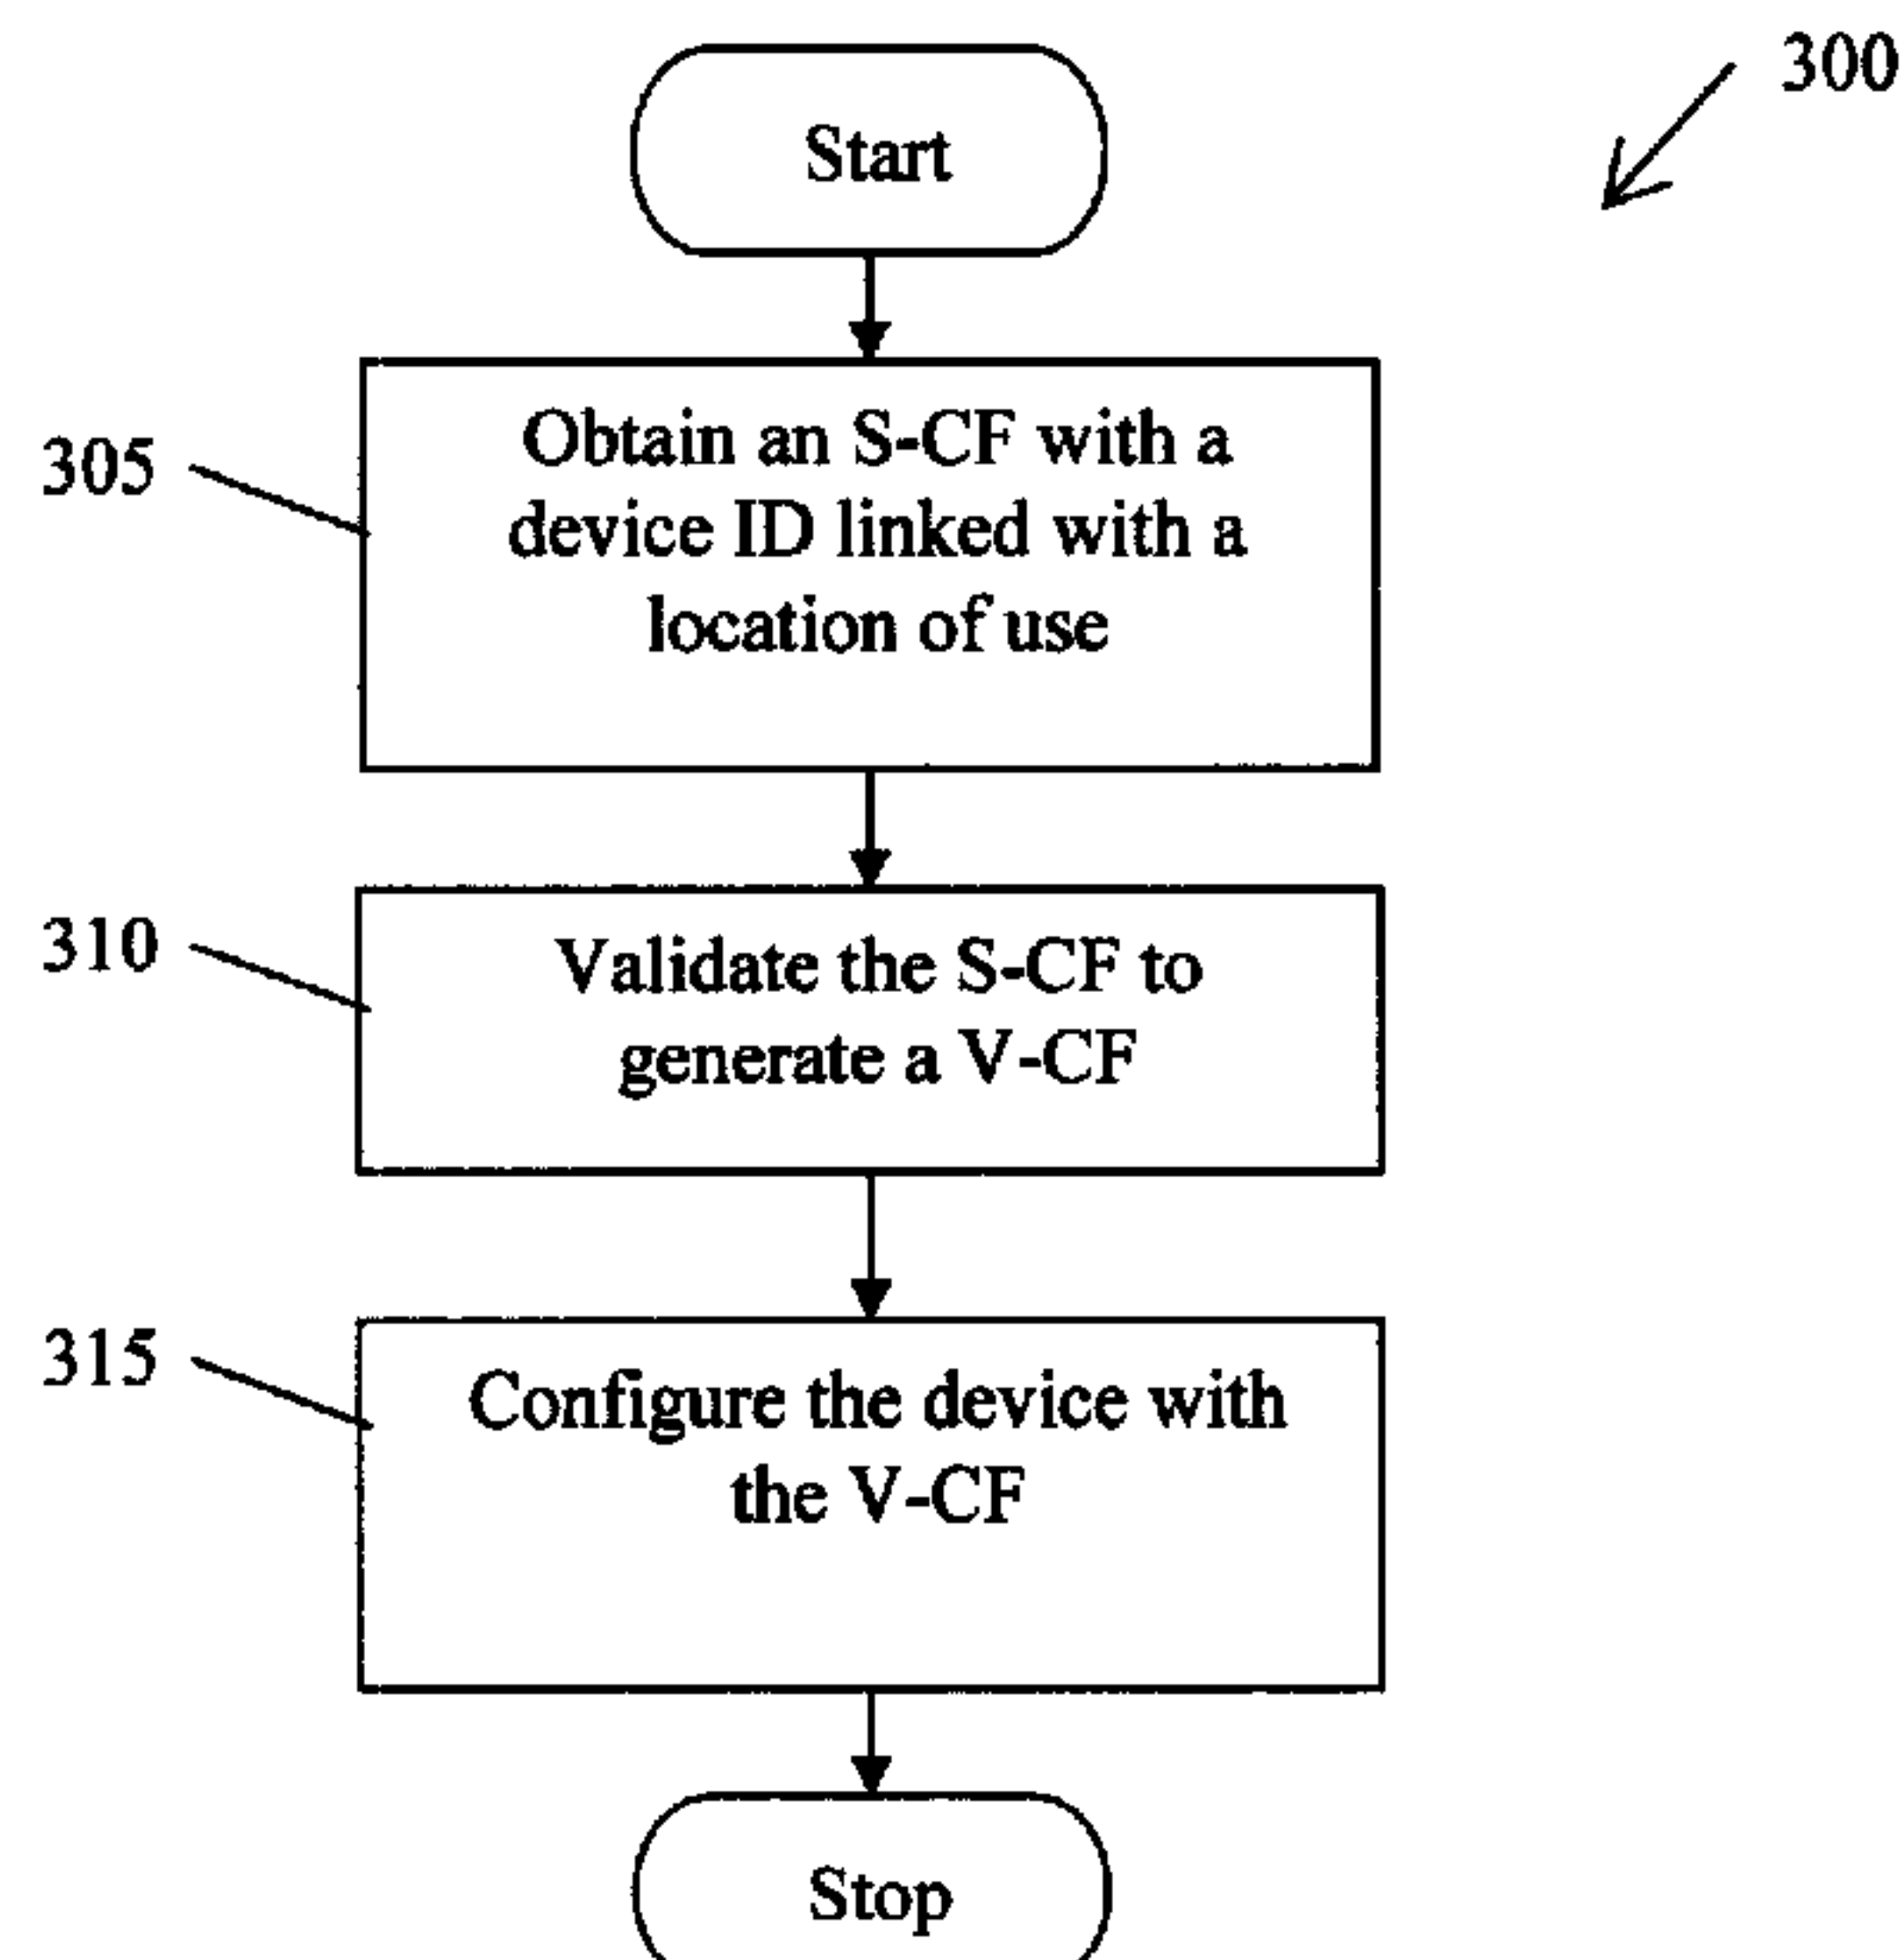 300
Start
305
Obtain an S-CF with a
device ID linked with a
location of use
310
Validate the S-CF to
generate a V-CF
315
Configure the device with
the V-CF
Stop